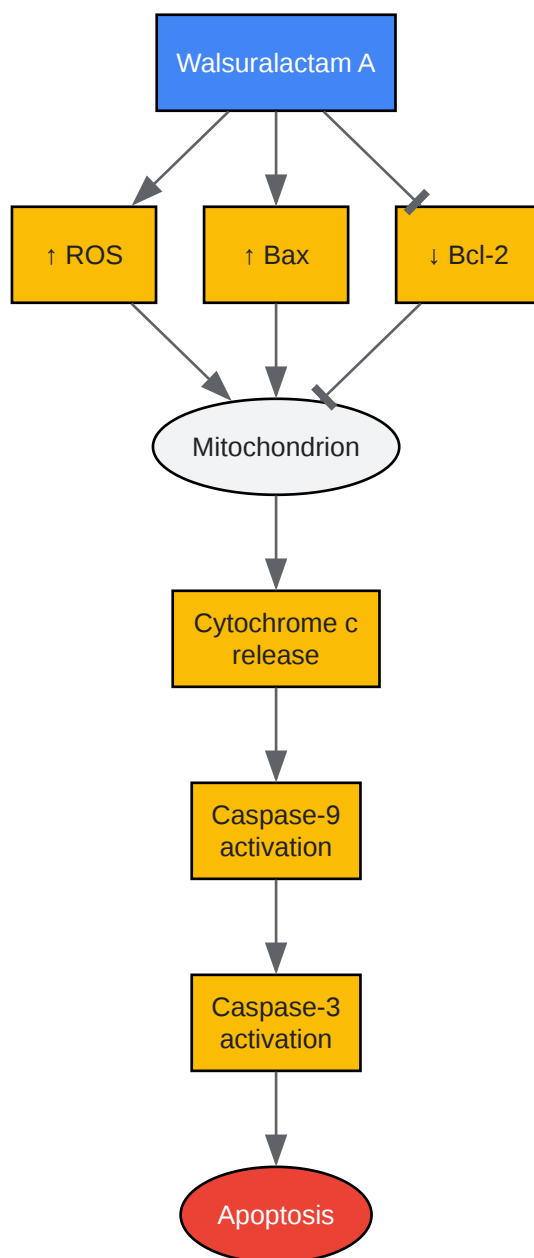 Walsuralactam A
↑ ROS
↑ Bax
↓ Bcl-2
Mitochondrion
Cytochrome c
release
Caspase-9
activation
Caspase-3
activation
Apoptosis